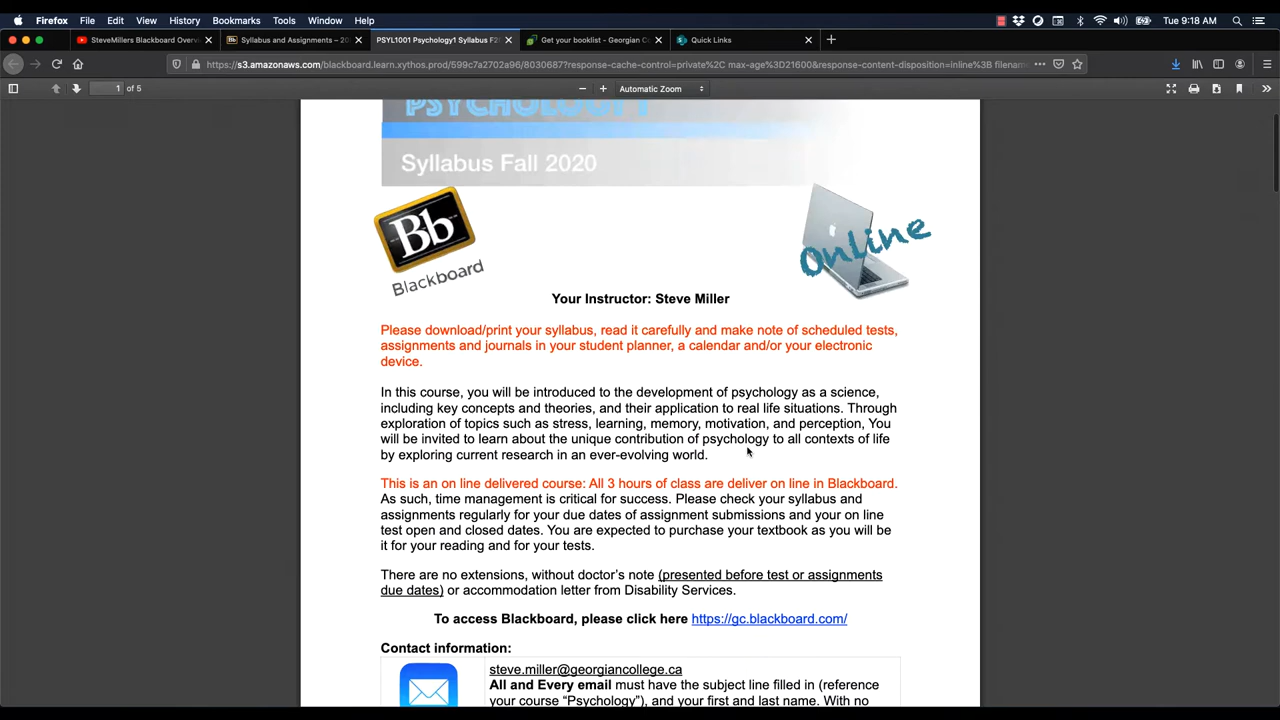 Firefox File Edit View History Bookmarks Tools Window Help Tue 9:18 AM
SteveMillers Blackboard Overvi Syllabus and Assignments – 20 PSYL1001 Psychology1 Syllabus F2 Get your booklist - Georgian Co Quick Links
https://s3.amazonaws.com/blackboard.learn.xythos.prod/599c7a2702a96/8030687?response-cache-control=private%2C max-age%3D21600&response-content-disposition=inline%3B filenam
1 of 5 Automatic Zoom
PSYCHOLOGY1
Syllabus Fall 2020
Bb
Blackboard
OnLine
Your Instructor: Steve Miller
Please download/print your syllabus, read it carefully and make note of scheduled tests,
assignments and journals in your student planner, a calendar and/or your electronic
device.
In this course, you will be introduced to the development of psychology as a science,
including key concepts and theories, and their application to real life situations. Through
exploration of topics such as stress, learning, memory, motivation, and perception, You
will be invited to learn about the unique contribution of psychology to all contexts of life
by exploring current research in an ever-evolving world.
This is an on line delivered course: All 3 hours of class are deliver on line in Blackboard.
As such, time management is critical for success. Please check your syllabus and
assignments regularly for your due dates of assignment submissions and your on line
test open and closed dates. You are expected to purchase your textbook as you will be
it for your reading and for your tests.
There are no extensions, without doctor's note (presented before test or assignments
due dates) or accommodation letter from Disability Services.
To access Blackboard, please click here https://gc.blackboard.com/
Contact information:
steve.miller@georgiancollege.ca
All and Every email must have the subject line filled in (reference
your course “Psychology”), and your first and last name. With no